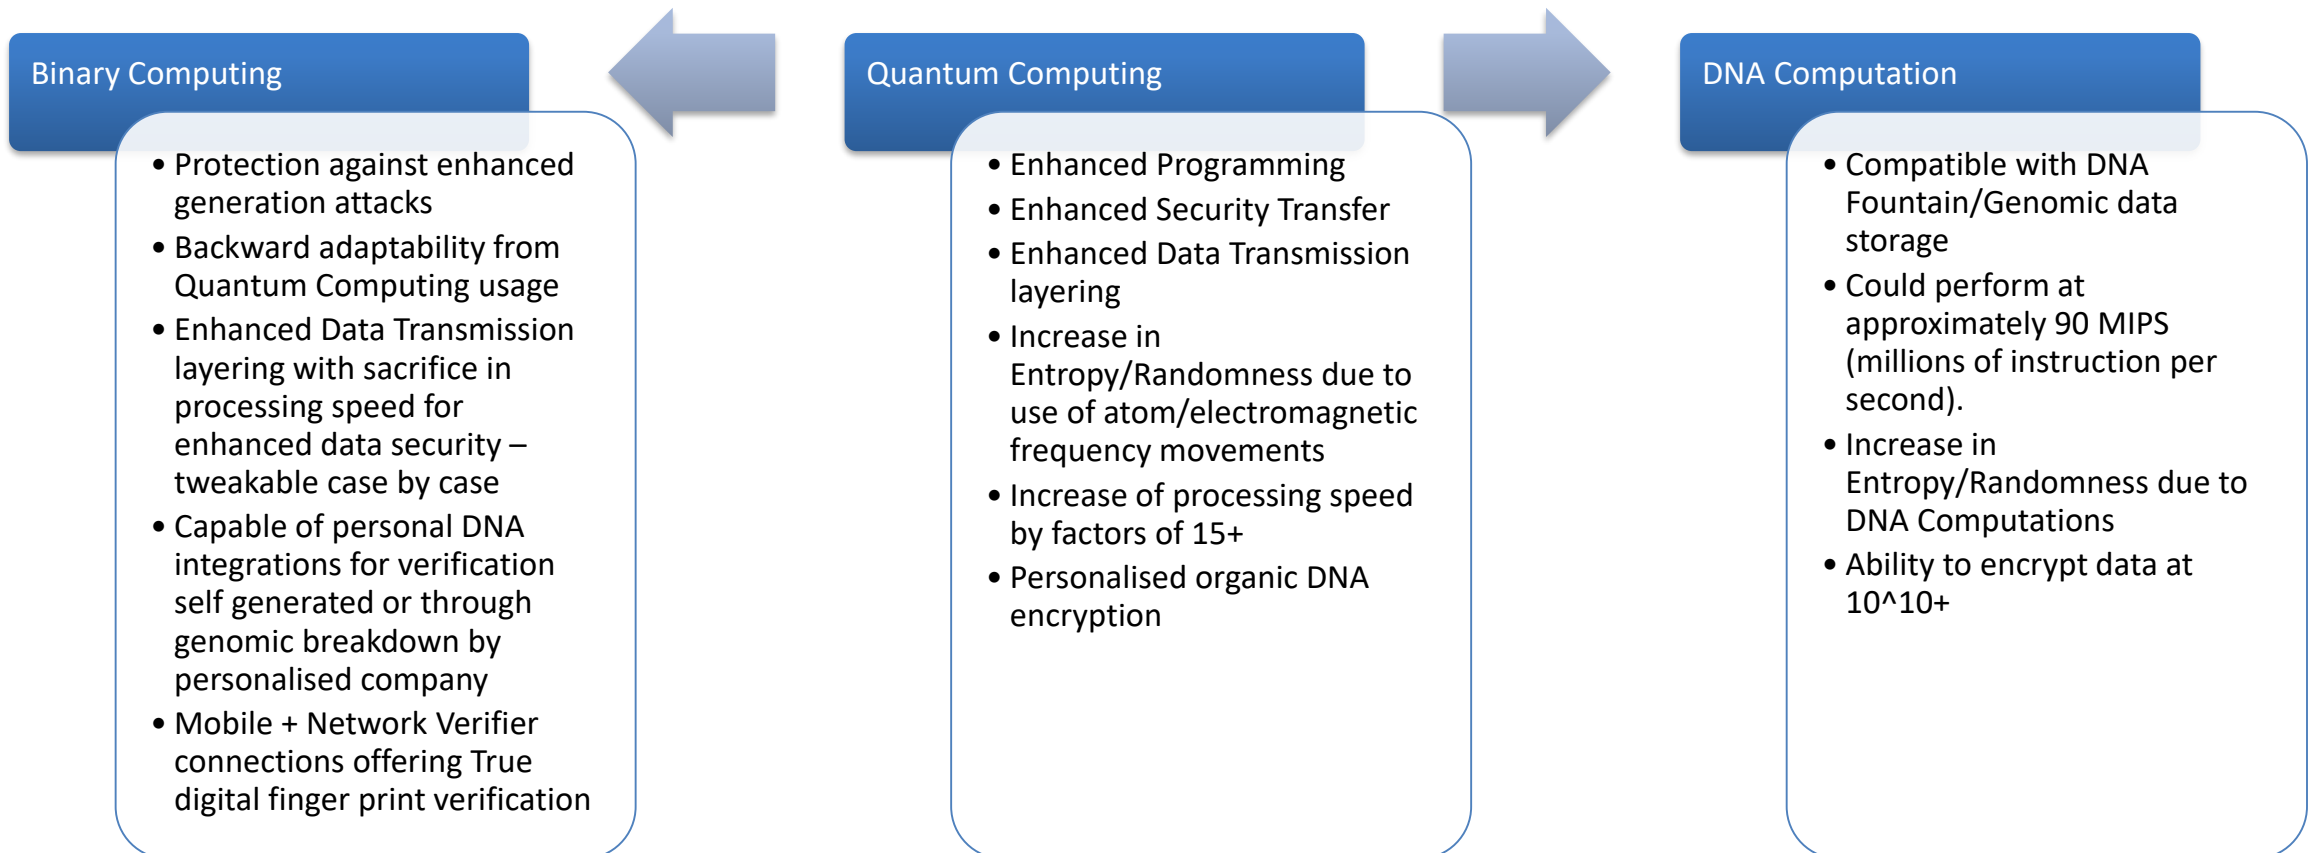 Binary Computing
• Protection against enhanced
generation attacks
• Backward adaptability from
Quantum Computing usage
• Enhanced Data Transmission
layering with sacrifice in
processing speed for
enhanced data security –
tweakable case by case
• Capable of personal DNA
integrations for verification
self generated or through
genomic breakdown by
personalised company
• Mobile + Network Verifier
connections offering True
digital finger print verification
Quantum Computing
• Enhanced Programming
• Enhanced Security Transfer
• Enhanced Data Transmission
layering
• Increase in
Entropy/Randomness due to
use of atom/electromagnetic
frequency movements
• Increase of processing speed
by factors of 15+
• Personalised organic DNA
encryption
DNA Computation
• Compatible with DNA
Fountain/Genomic data
storage
• Could perform at
approximately 90 MIPS
(millions of instruction per
second).
• Increase in
Entropy/Randomness due to
DNA Computations
• Ability to encrypt data at
10^10+